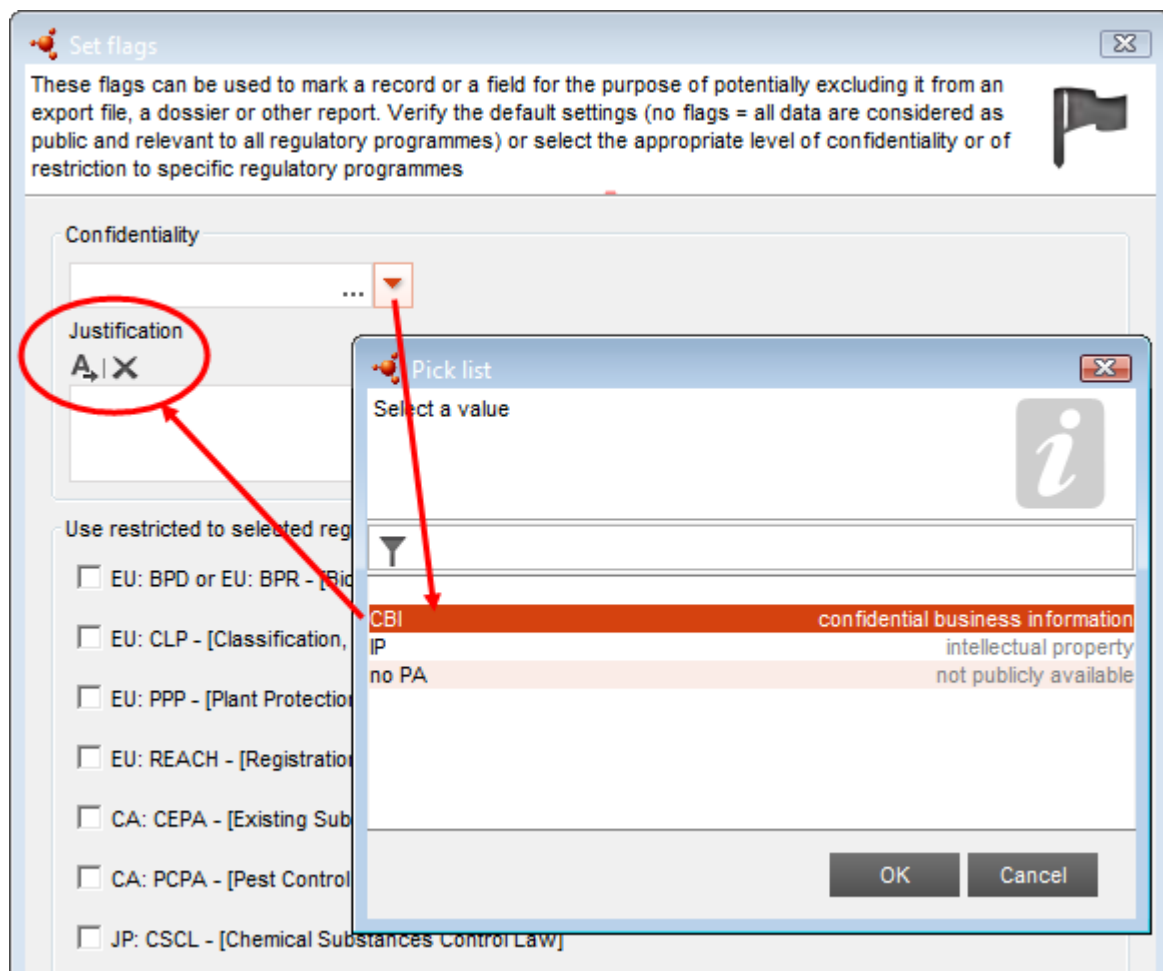 Set flags
These flags can be used to mark a record or a field for the purpose of potentially excluding it from an
export file, a dossier or other report. Verify the default settings (no flags = all data are considered as
public and relevant to all regulatory programmes) or select the appropriate level of confidentiality or of
restriction to specific regulatory programmes
Confidentiality
...
Justification
A
Pick list
Select a value
Use restricted to selected reg
EU: BPD or EU: BPR - [Bio
EU: CLP - [Classification,
EU: PPP - [Plant Protection
EU: REACH - [Registration
CA: CEPA - [Existing Sub
CA: PCPA - [Pest Control
JP: CSCL - [Chemical Substances Control Law]
CBI confidential business information
IP intellectual property
no PA not publicly available
OK Cancel